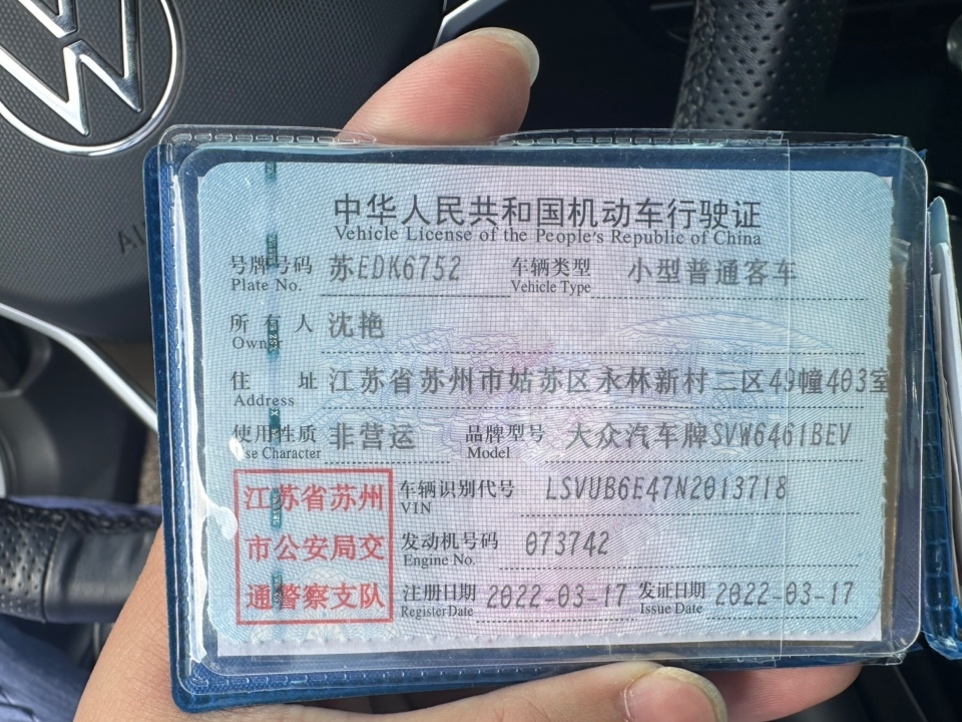 中华人民共和国机动车行驶证
Vehicle License of the People's Republic of China
号牌号码 苏EDK6752 车辆类型 小型普通客车
Plate No. Vehicle Type
所有人 沈艳
Owner
住址 江苏省苏州市姑苏区永林新村二区49幢403室
Address
使用性质 非营运 品牌型号 大众汽车牌SVW6461BEV
Use Character Model
江苏省苏州
市公安局交
通警察支队
车辆识别代号 LSVUB6E47N2013718
VIN
发动机号码 073742
Engine No.
注册日期 2022-03-17 发证日期 2022-03-17
Register Date Issue Date